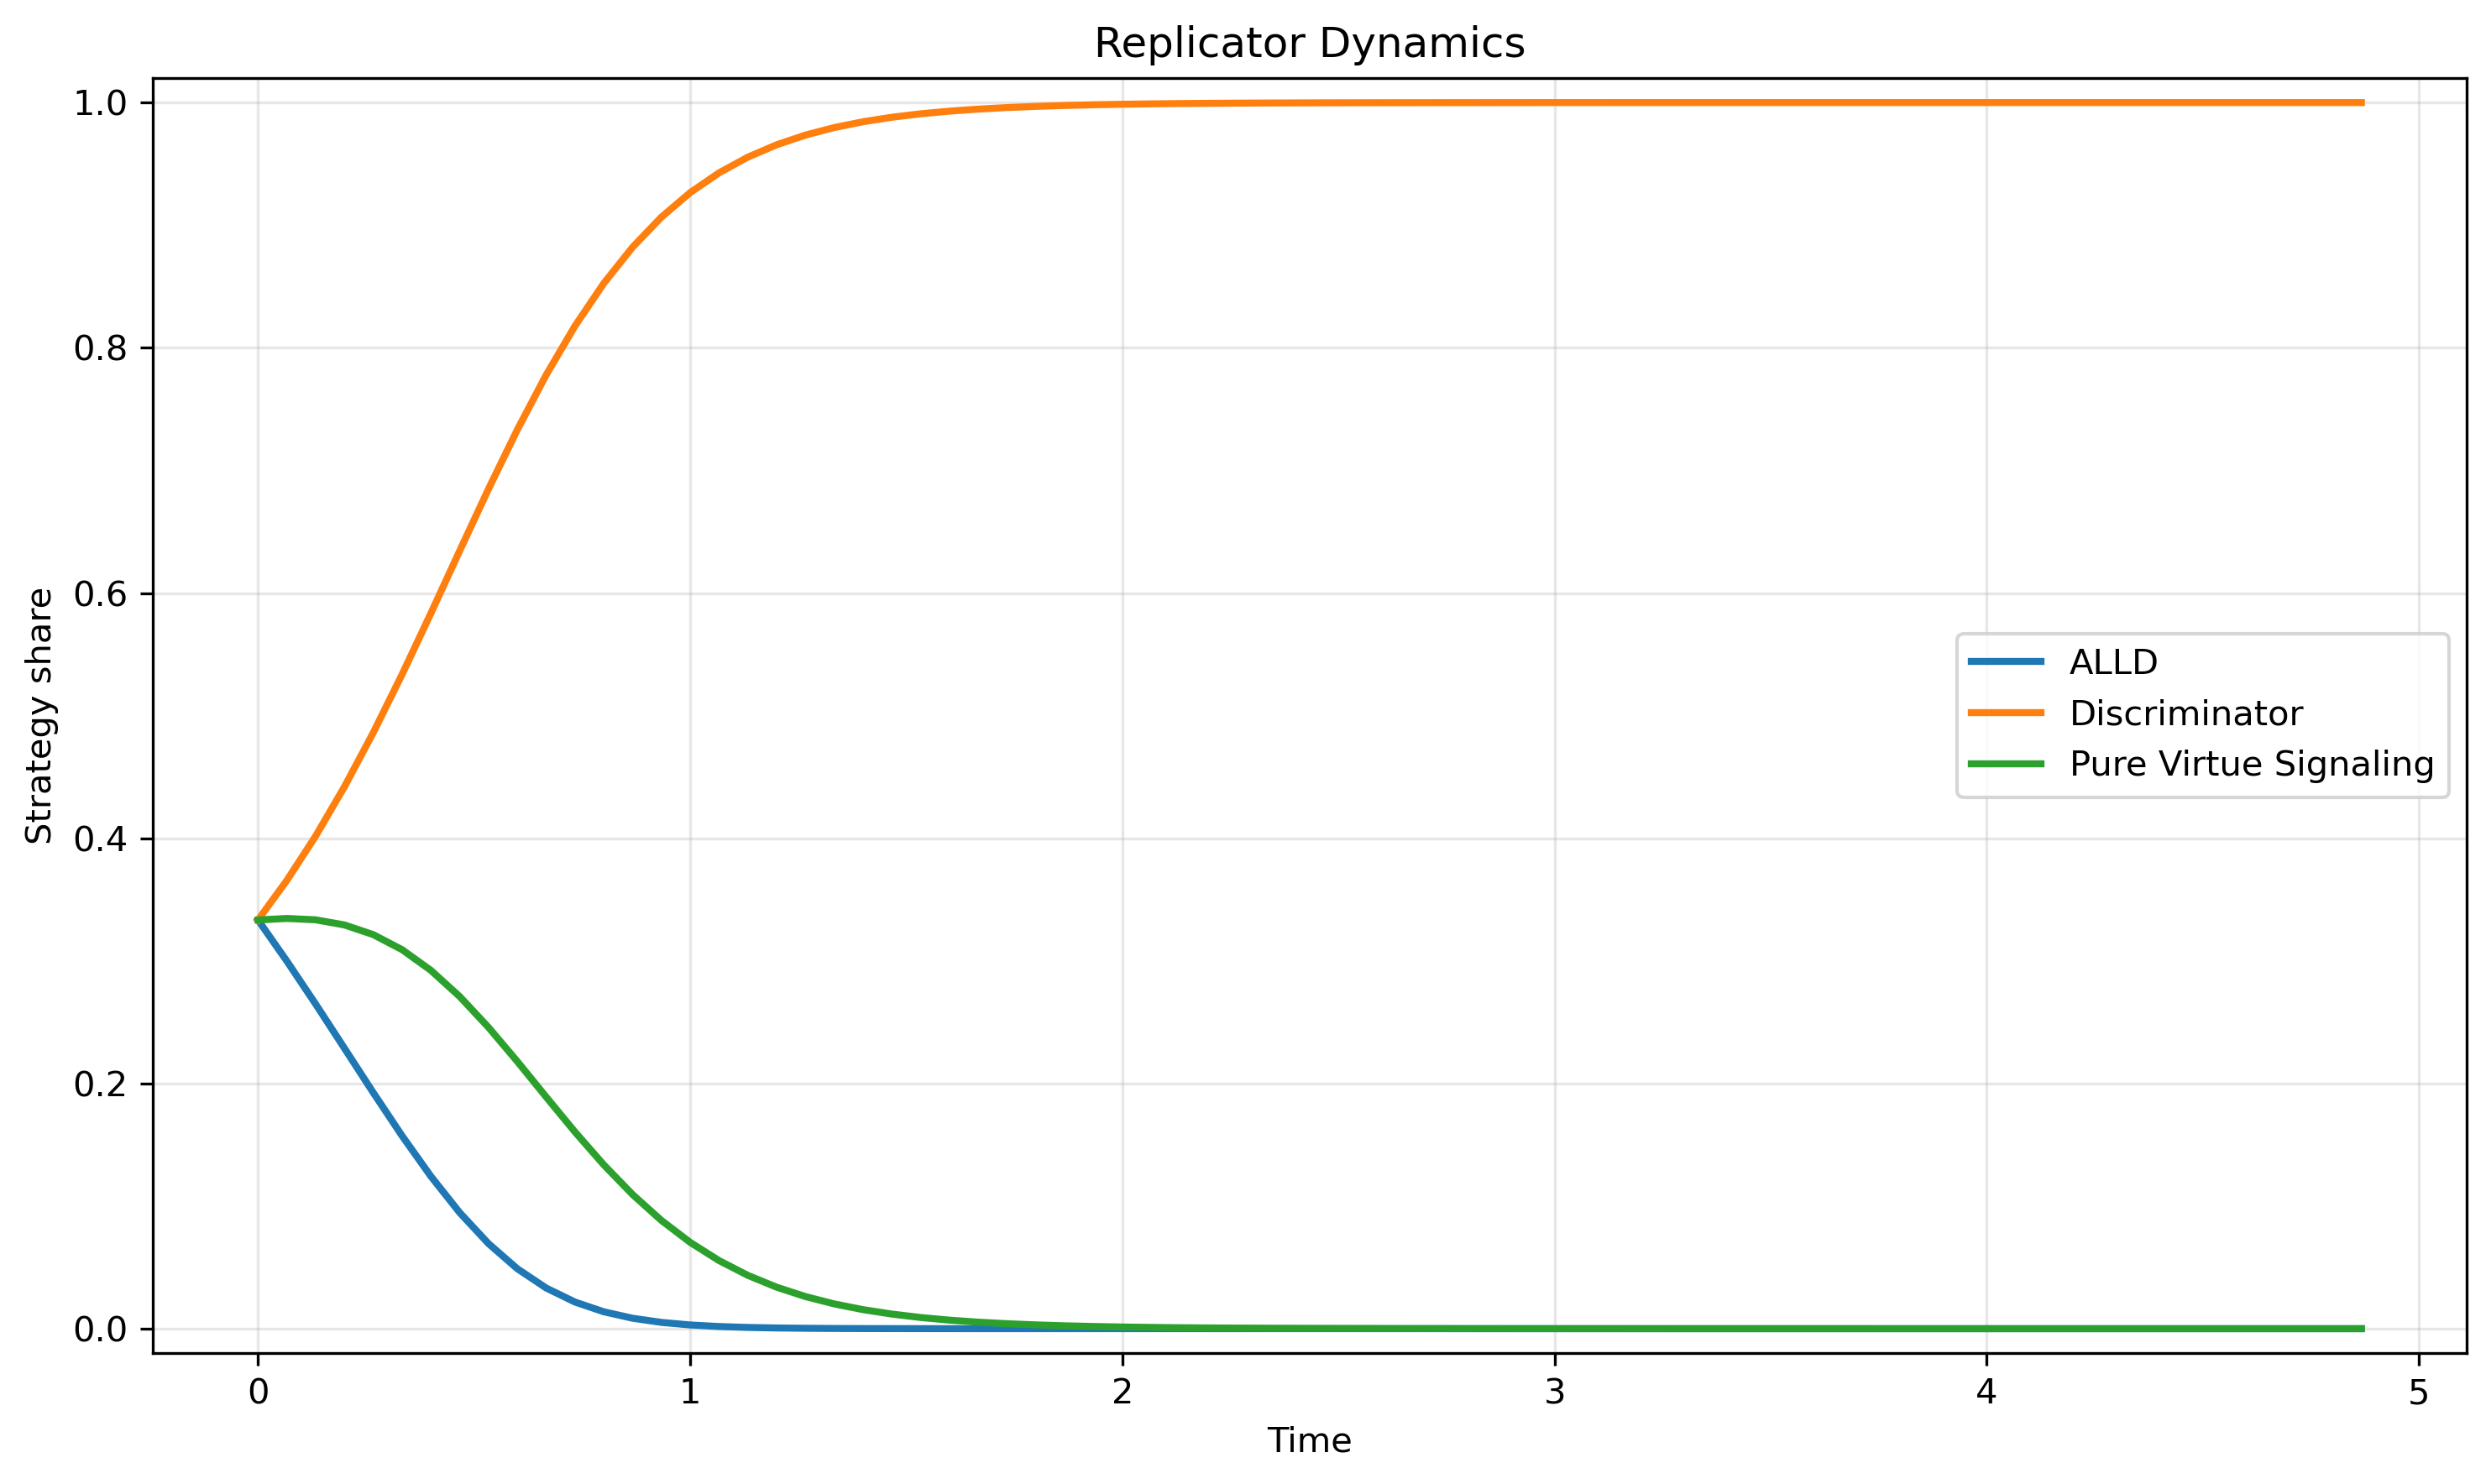 Replicator Dynamics
Strategy share
1.0
0.8
0.6
0.4
0.2
0.0
ALLD
Discriminator
Pure Virtue Signaling
0
1
2
3
4
5
Time